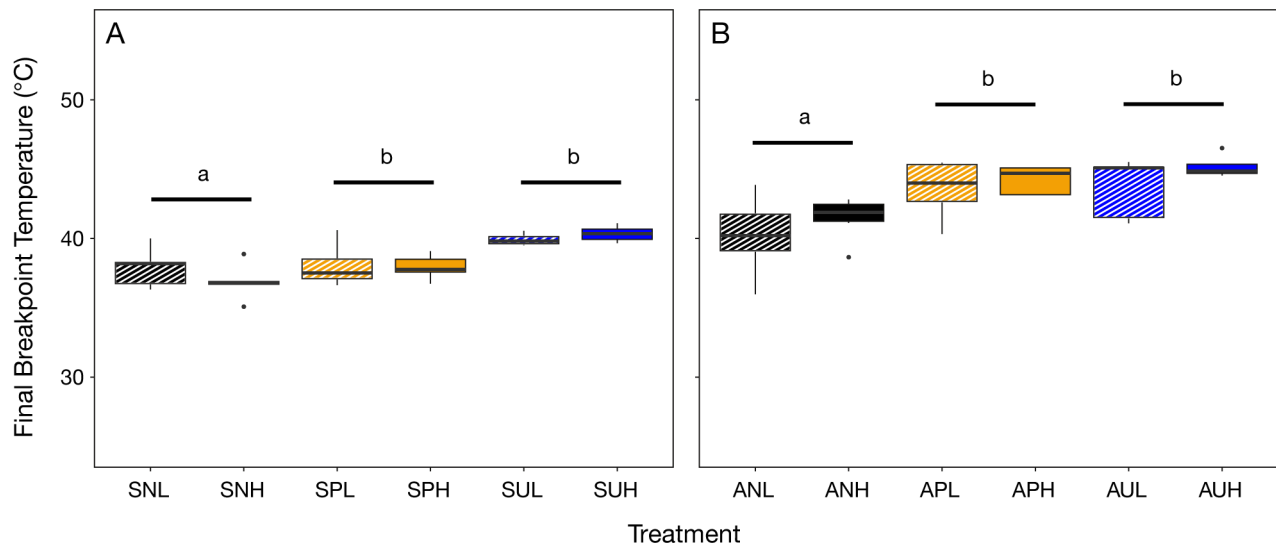 A
B
Final Breakpoint Temperature (°C)
50
40
30
a
b
b
a
b
b
SNL SNH SPL SPH SUL SUH
ANL ANH APL APH AUL AUH
Treatment